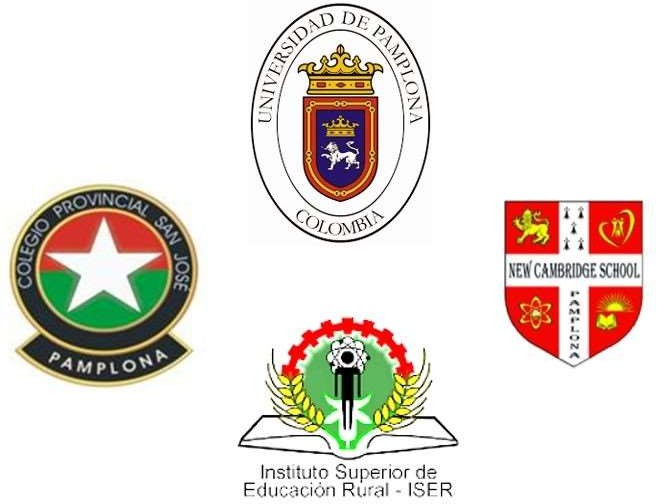 UNIVERSIDAD DE PAMPLONA
COLOMBIA
COLEGIO PROVINCIAL SAN JOSÉ
PAMPLONA
NEW CAMBRIDGE SCHOOL
PAMPLONA
Instituto Superior de
Educación Rural - ISER